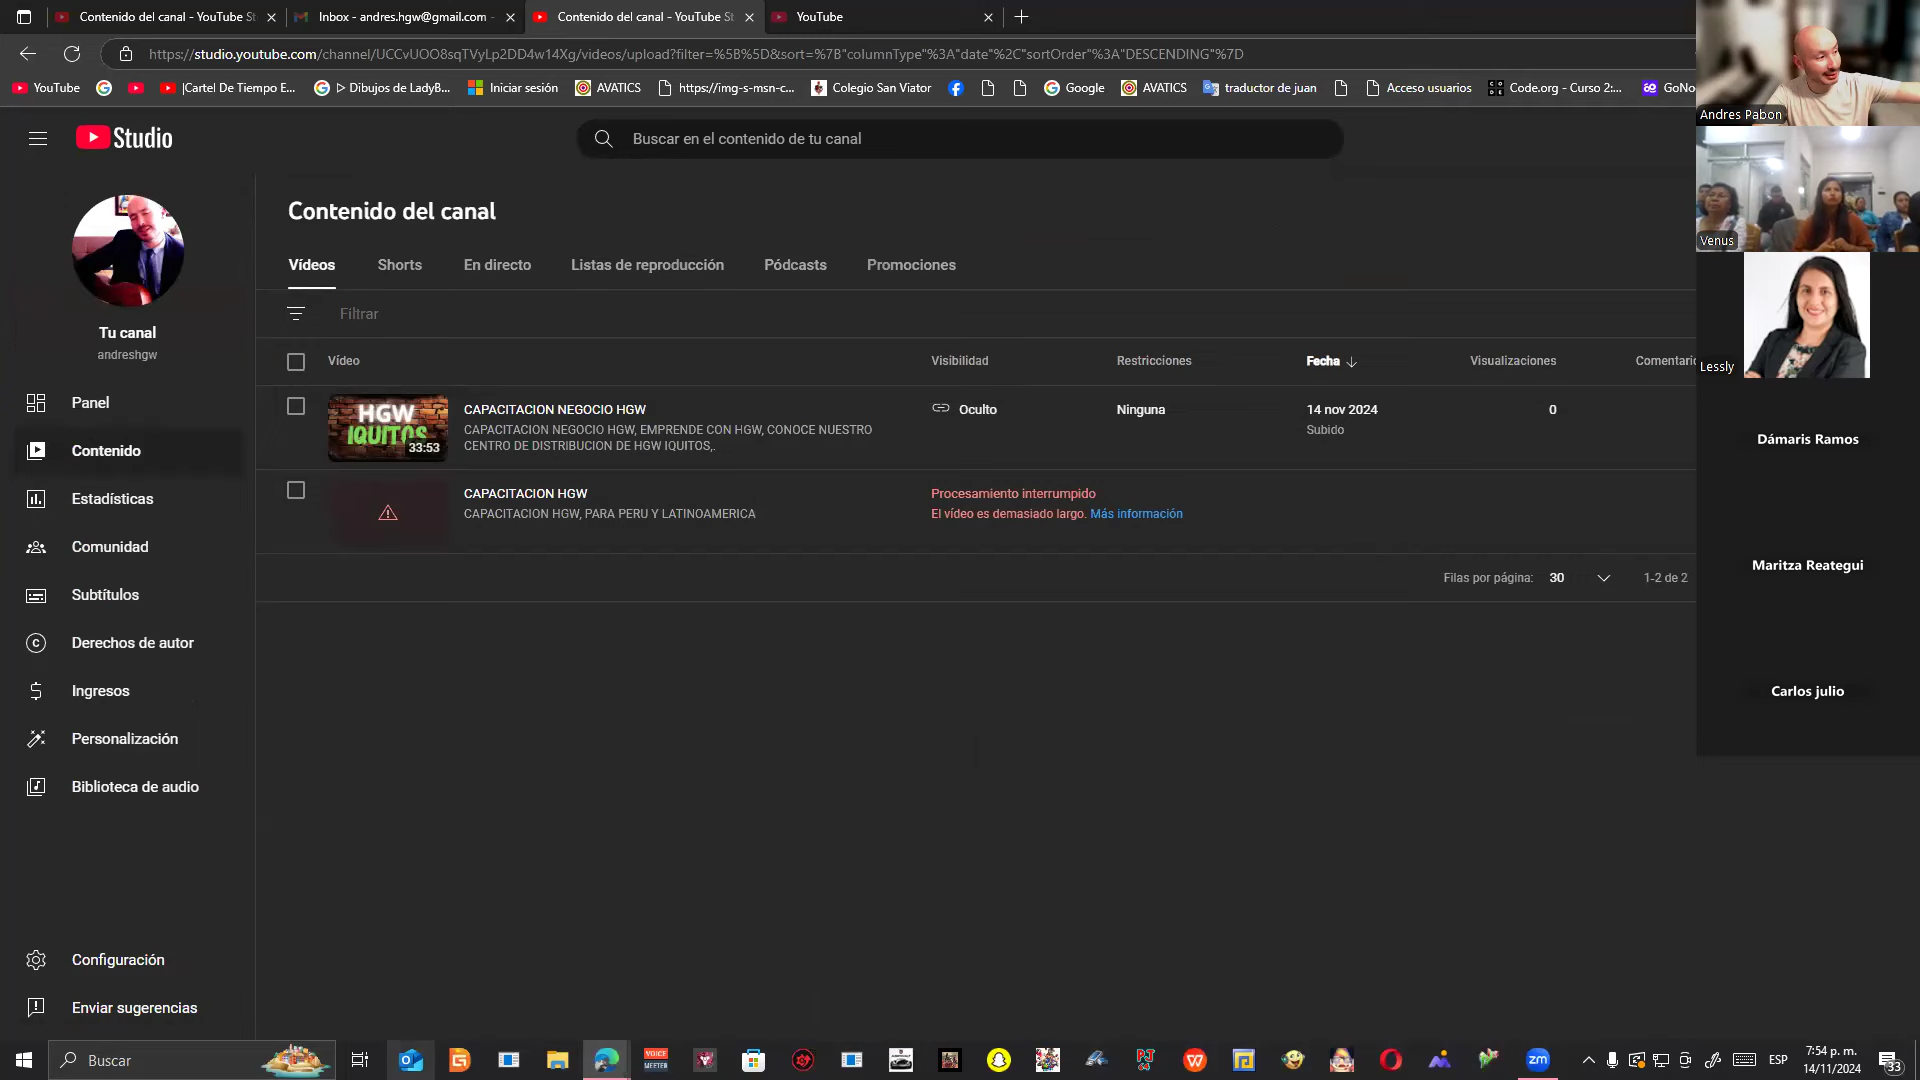 Contenido del canal - YouTube St
Inbox - andres.hgw@gmail.com -
Contenido del canal - YouTube St
YouTube
https://studio.youtube.com/channel/UCCvUOO8sqTVyLp2DD4w14Xg/videos/upload?filter=%5B%5D&sort=%7B"columnType"%3A"date"%2C"sortOrder"%3A"DESCENDING"%7D
YouTube
|Cartel De Tiempo E...
▷ Dibujos de LadyB...
Iniciar sesión
AVATICS
https://img-s-msn-c...
Colegio San Viator
Google
AVATICS
traductor de juan
Acceso usuarios
Code.org - Curso 2:...
GoNo
Studio
Buscar en el contenido de tu canal
Tu canal
andreshgw
Panel
Contenido
Estadísticas
Comunidad
Subtítulos
Derechos de autor
Ingresos
Personalización
Biblioteca de audio
Configuración
Enviar sugerencias
Contenido del canal
Vídeos
Shorts
En directo
Listas de reproducción
Pódcasts
Promociones
Filtrar
Vídeo
Visibilidad
Restricciones
Fecha
Visualizaciones
Comentario
HGW
IQUITOS
33:53
CAPACITACION NEGOCIO HGW
CAPACITACION NEGOCIO HGW, EMPRENDE CON HGW, CONOCE NUESTRO
CENTRO DE DISTRIBUCION DE HGW IQUITOS,.
Oculto
Ninguna
14 nov 2024
Subido
0
CAPACITACION HGW
CAPACITACION HGW, PARA PERU Y LATINOAMERICA
Procesamiento interrumpido
El vídeo es demasiado largo. Más información
Filas por página:
30
1-2 de 2
Andres Pabon
Venus
Lessly
Dámaris Ramos
Maritza Reategui
Carlos julio
Buscar
VOICE
MEETER
zm
ESP
7:54 p. m.
14/11/2024
33